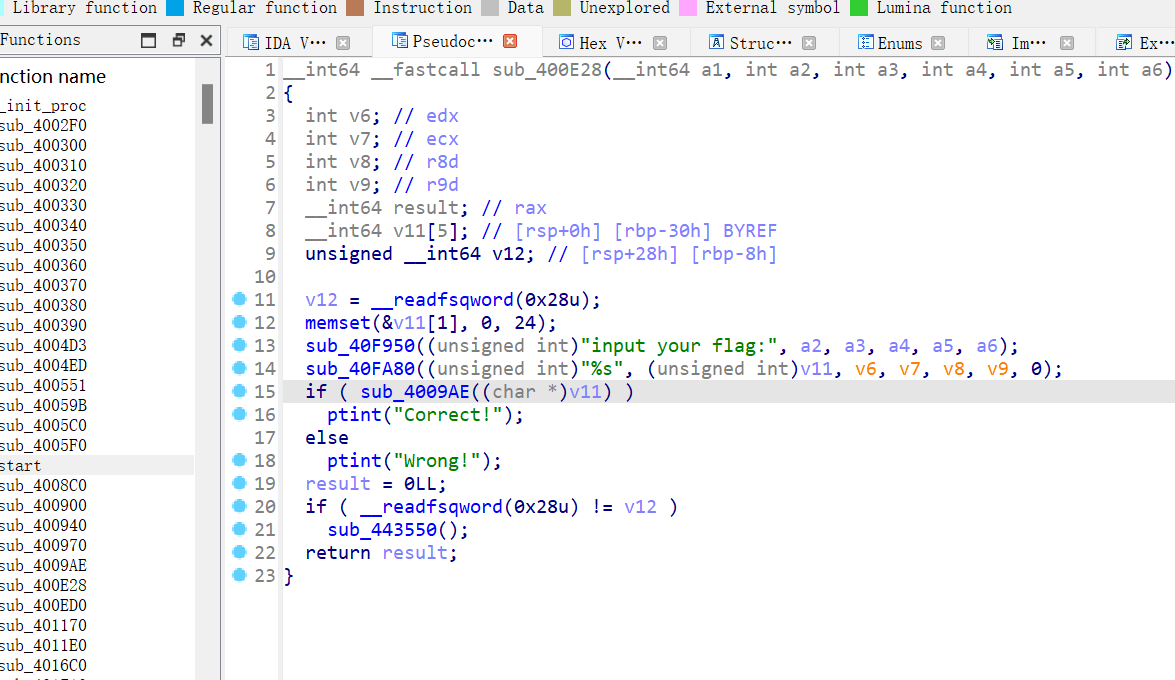 Library function Regular function Instruction Data Unexplored External symbol Lumina function
Functions
IDA V··· Pseudoc··· Hex V··· Struc··· Enums Im··· Ex···
nction name
_init_proc
sub_4002F0
sub_400300
sub_400310
sub_400320
sub_400330
sub_400340
sub_400350
sub_400360
sub_400370
sub_400380
sub_400390
sub_4004D3
sub_4004ED
sub_400551
sub_40059B
sub_4005C0
sub_4005F0
start
sub_4008C0
sub_400900
sub_400940
sub_400970
sub_4009AE
sub_400E28
sub_400ED0
sub_401170
sub_4011E0
sub_4016C0
1 __int64 __fastcall sub_400E28(__int64 a1, int a2, int a3, int a4, int a5, int a6)
2 {
3 int v6; // edx
4 int v7; // ecx
5 int v8; // r8d
6 int v9; // r9d
7 __int64 result; // rax
8 __int64 v11[5]; // [rsp+0h] [rbp-30h] BYREF
9 unsigned __int64 v12; // [rsp+28h] [rbp-8h]
10
11 v12 = __readfsqword(0x28u);
12 memset(&v11[1], 0, 24);
13 sub_40F950((unsigned int)"input your flag:", a2, a3, a4, a5, a6);
14 sub_40FA80((unsigned int)"%s", (unsigned int)v11, v6, v7, v8, v9, 0);
15 if ( sub_4009AE((char *)v11) )
16 ptint("Correct!");
17 else
18 ptint("Wrong!");
19 result = 0LL;
20 if ( __readfsqword(0x28u) != v12 )
21 sub_443550();
22 return result;
23 }